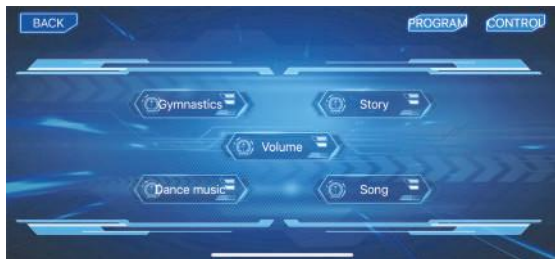 BACK
PROGRAM
CONTROL
Gymnastics
Story
Volume
Dance music
Song